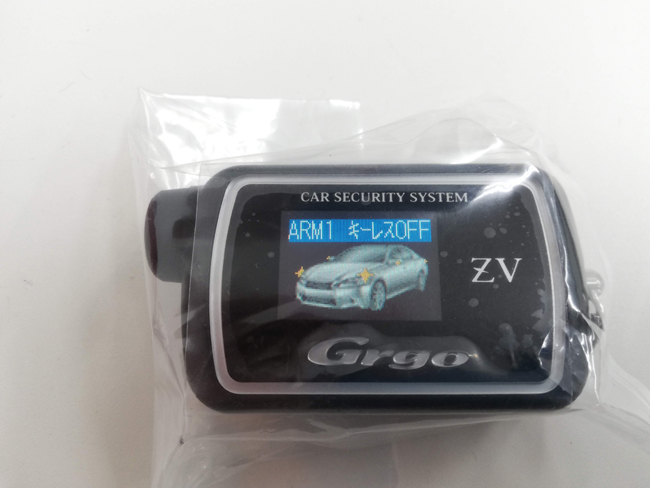 CAR SECURITY SYSTEM
ARM1 キーレスOFF
ZV
Grgo